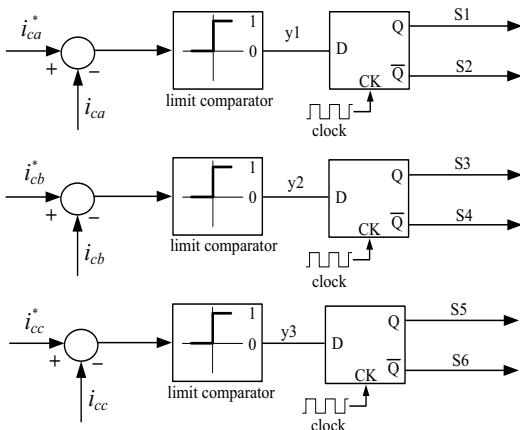 i*ca
+
−
ica
1
0
limit comparator
y1
D
Q
Q̅
CK
clock
S1
S2
i*cb
+
−
icb
1
0
limit comparator
y2
D
Q
Q̅
CK
clock
S3
S4
i*cc
+
−
icc
1
0
limit comparator
y3
D
Q
Q̅
CK
clock
S5
S6